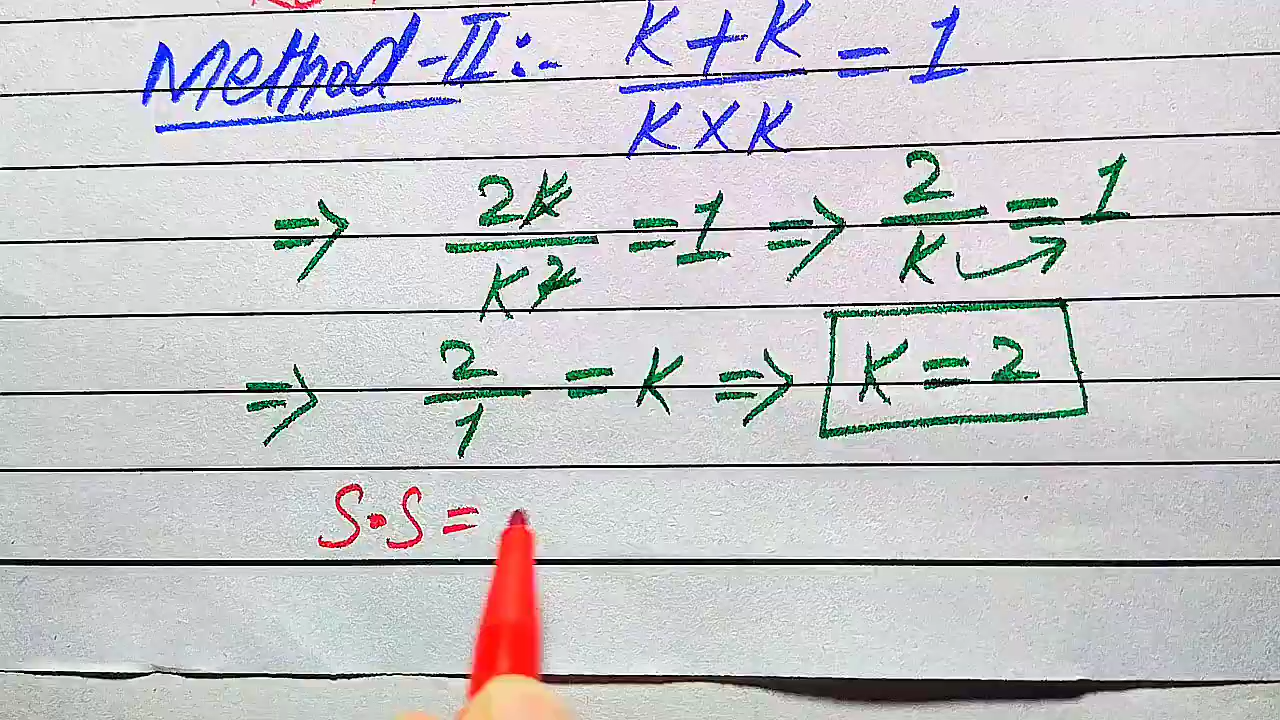 Method-II:- K+K/K×K = 1
⇒ 2K/K² = 1 ⇒ 2/K = 1
⇒ 2/1 = K ⇒ K = 2
S.S =